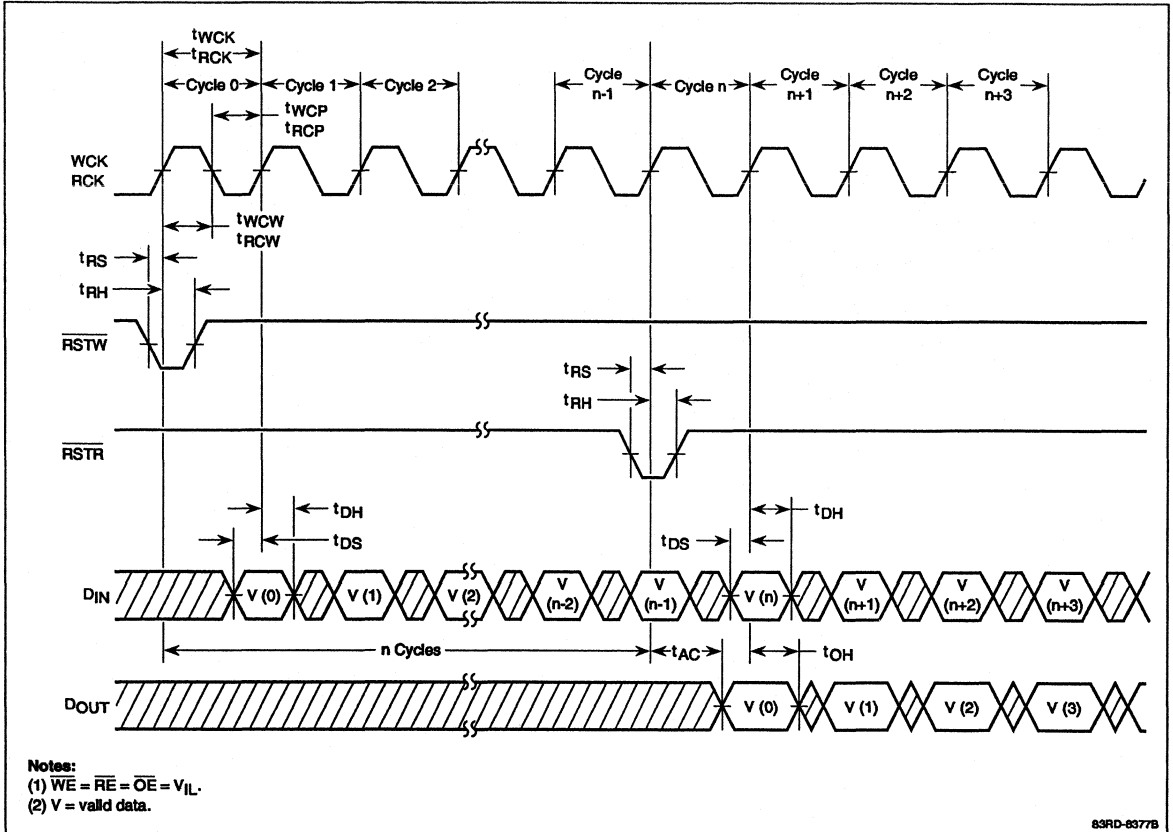 tWCK
tRCK
Cycle 0 Cycle 1 Cycle 2 Cycle n-1 Cycle n Cycle n+1 Cycle n+2 Cycle n+3
tWCP
tRCP
WCK
RCK
tWCW
tRCW
tRS
tRH
RSTW
tRS
tRH
RSTR
tDH tDH
tDS tDS
DIN V (0) V (1) V (2) V (n-2) V (n-1) V (n) V (n+1) V (n+2) V (n+3)
n Cycles tAC tOH
DOUT V (0) V (1) V (2) V (3)
Notes:
(1) WE = RE = OE = VIL.
(2) V = valid data.
83RD-8377B